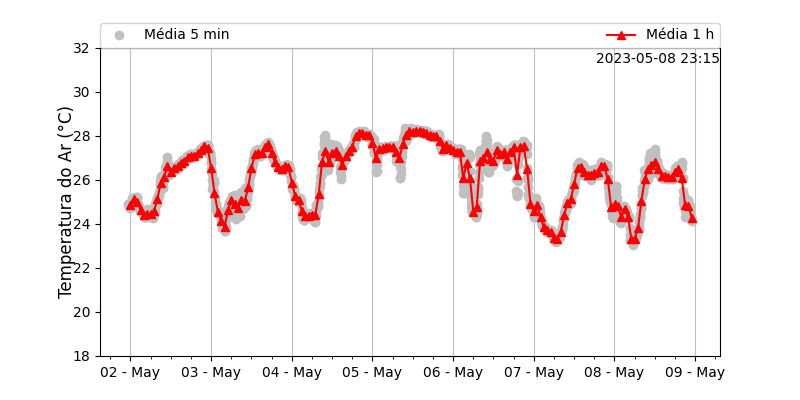 Média 5 min
Média 1 h
2023-05-08 23:15
Temperatura do Ar (°C)
32
30
28
26
24
22
20
18
02 - May
03 - May
04 - May
05 - May
06 - May
07 - May
08 - May
09 - May